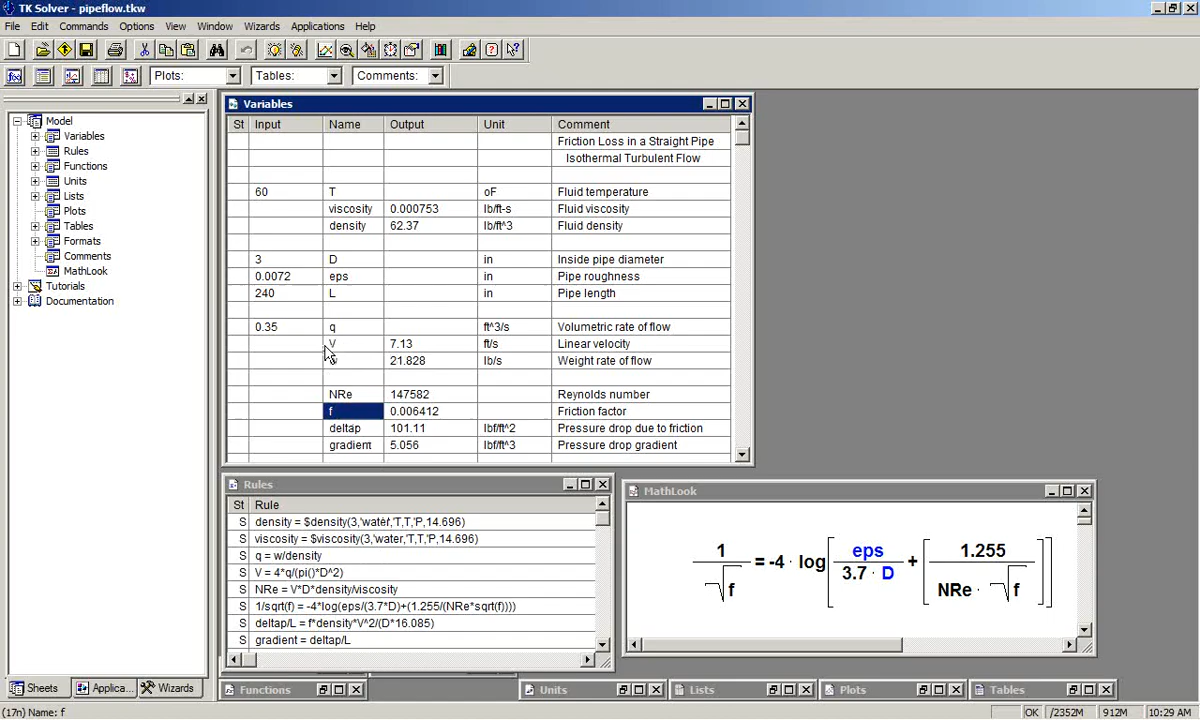 TK Solver - pipeflow.tkw
File Edit Commands Options View Window Wizards Applications Help
Plots: Tables: Comments:
Model
Variables
Rules
Functions
Units
Lists
Plots
Tables
Formats
Comments
MathLook
Tutorials
Documentation
Sheets Applica... Wizards
Variables
St Input Name Output Unit Comment
Friction Loss in a Straight Pipe
Isothermal Turbulent Flow
60 T oF Fluid temperature
viscosity 0.000753 lb/ft-s Fluid viscosity
density 62.37 lb/ft^3 Fluid density
3 D in Inside pipe diameter
0.0072 eps in Pipe roughness
240 L in Pipe length
0.35 q ft^3/s Volumetric rate of flow
V 7.13 ft/s Linear velocity
21.828 lb/s Weight rate of flow
NRe 147582 Reynolds number
f 0.006412 Friction factor
deltap 101.11 lbf/ft^2 Pressure drop due to friction
gradient 5.056 lbf/ft^3 Pressure drop gradient
Rules
St Rule
S density = $density(3,'water,'T,T,'P,14.696)
S viscosity = $viscosity(3,'water,'T,T,'P,14.696)
S q = w/density
S V = 4*q/(pi()*D^2)
S NRe = V*D*density/viscosity
S 1/sqrt(f) = -4*log(eps/(3.7*D)+(1.255/(NRe*sqrt(f))))
S deltap/L = f*density*V^2/(D*16.085)
S gradient = deltap/L
MathLook
1 / √f = -4 · log[eps / 3.7 · D + [1.255 / NRe · √f]]
Functions Units Lists Plots Tables
(17n) Name: f OK /2352M 912M 10:29 AM